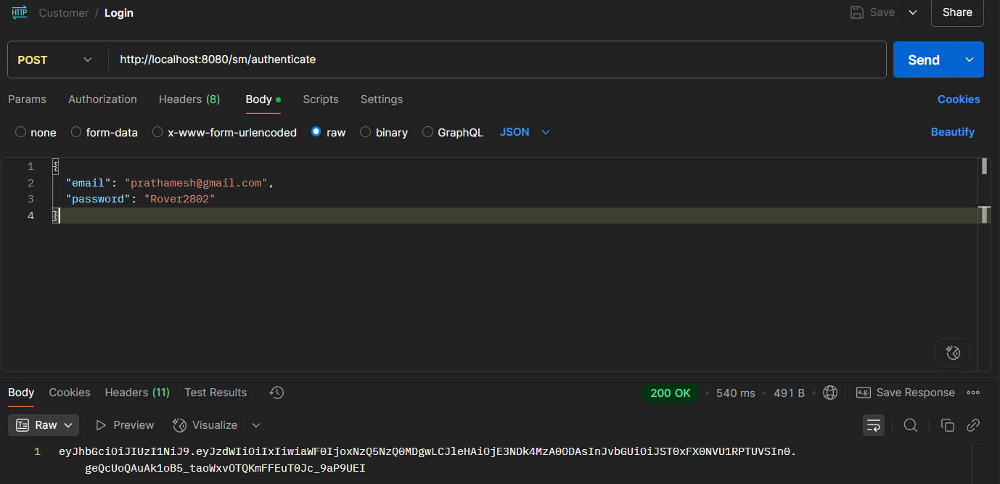 HTTP Customer / Login Save Share
POST http://localhost:8080/sm/authenticate Send
Params Authorization Headers (8) Body Scripts Settings Cookies
none form-data x-www-form-urlencoded raw binary GraphQL JSON Beautify
1 {
2 "email": "prathamesh@gmail.com",
3 "password": "Rover2802"
4 }
Body Cookies Headers (11) Test Results 200 OK • 540 ms • 491 B • e.g. Save Response
Raw Preview Visualize
1 eyJhbGciOiJIUzI1NiJ9.eyJzdWIiOiIxIiwiaWF0IjoxNzQ5NzQ0MDgwLCJleHAiOjE3NDk4MzA0ODAsInJvbGUiOiJST0xFX0NVU1RPTUVSIn0.
geQcUoQAuAk1oB5_taoWxvOTQKmFFEuT0Jc_9aP9UEI